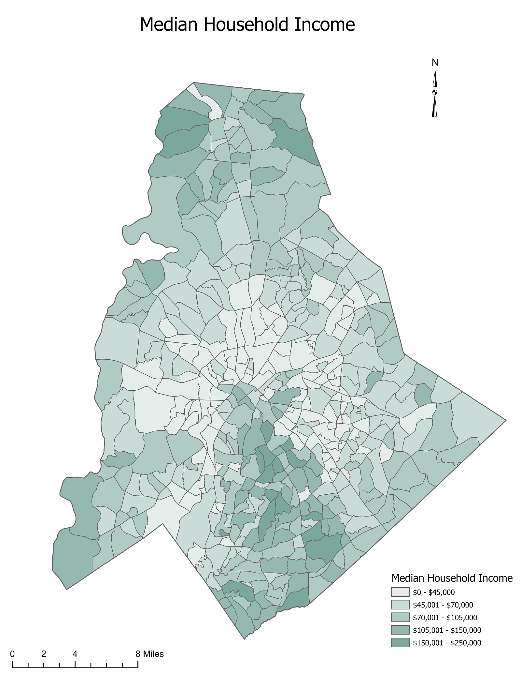 Median Household Income
N
Median Household Income
$0 - $45,000
$45,001 - $70,000
$70,001 - $105,000
$105,001 - $150,000
$150,001 - $250,000
0 2 4 8 Miles